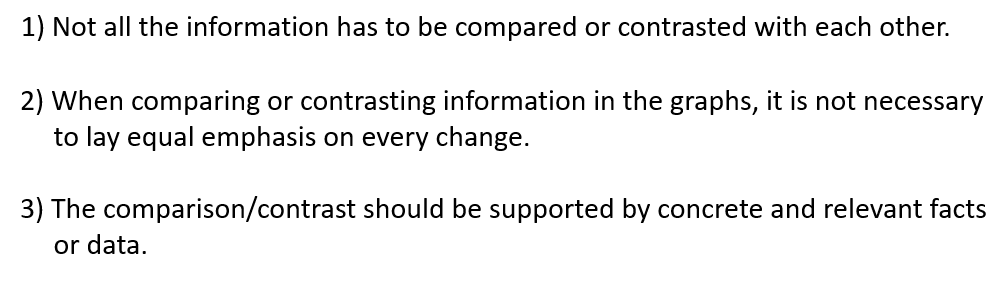 1) Not all the information has to be compared or contrasted with each other.
2) When comparing or contrasting information in the graphs, it is not necessary
to lay equal emphasis on every change.
3) The comparison/contrast should be supported by concrete and relevant facts
or data.